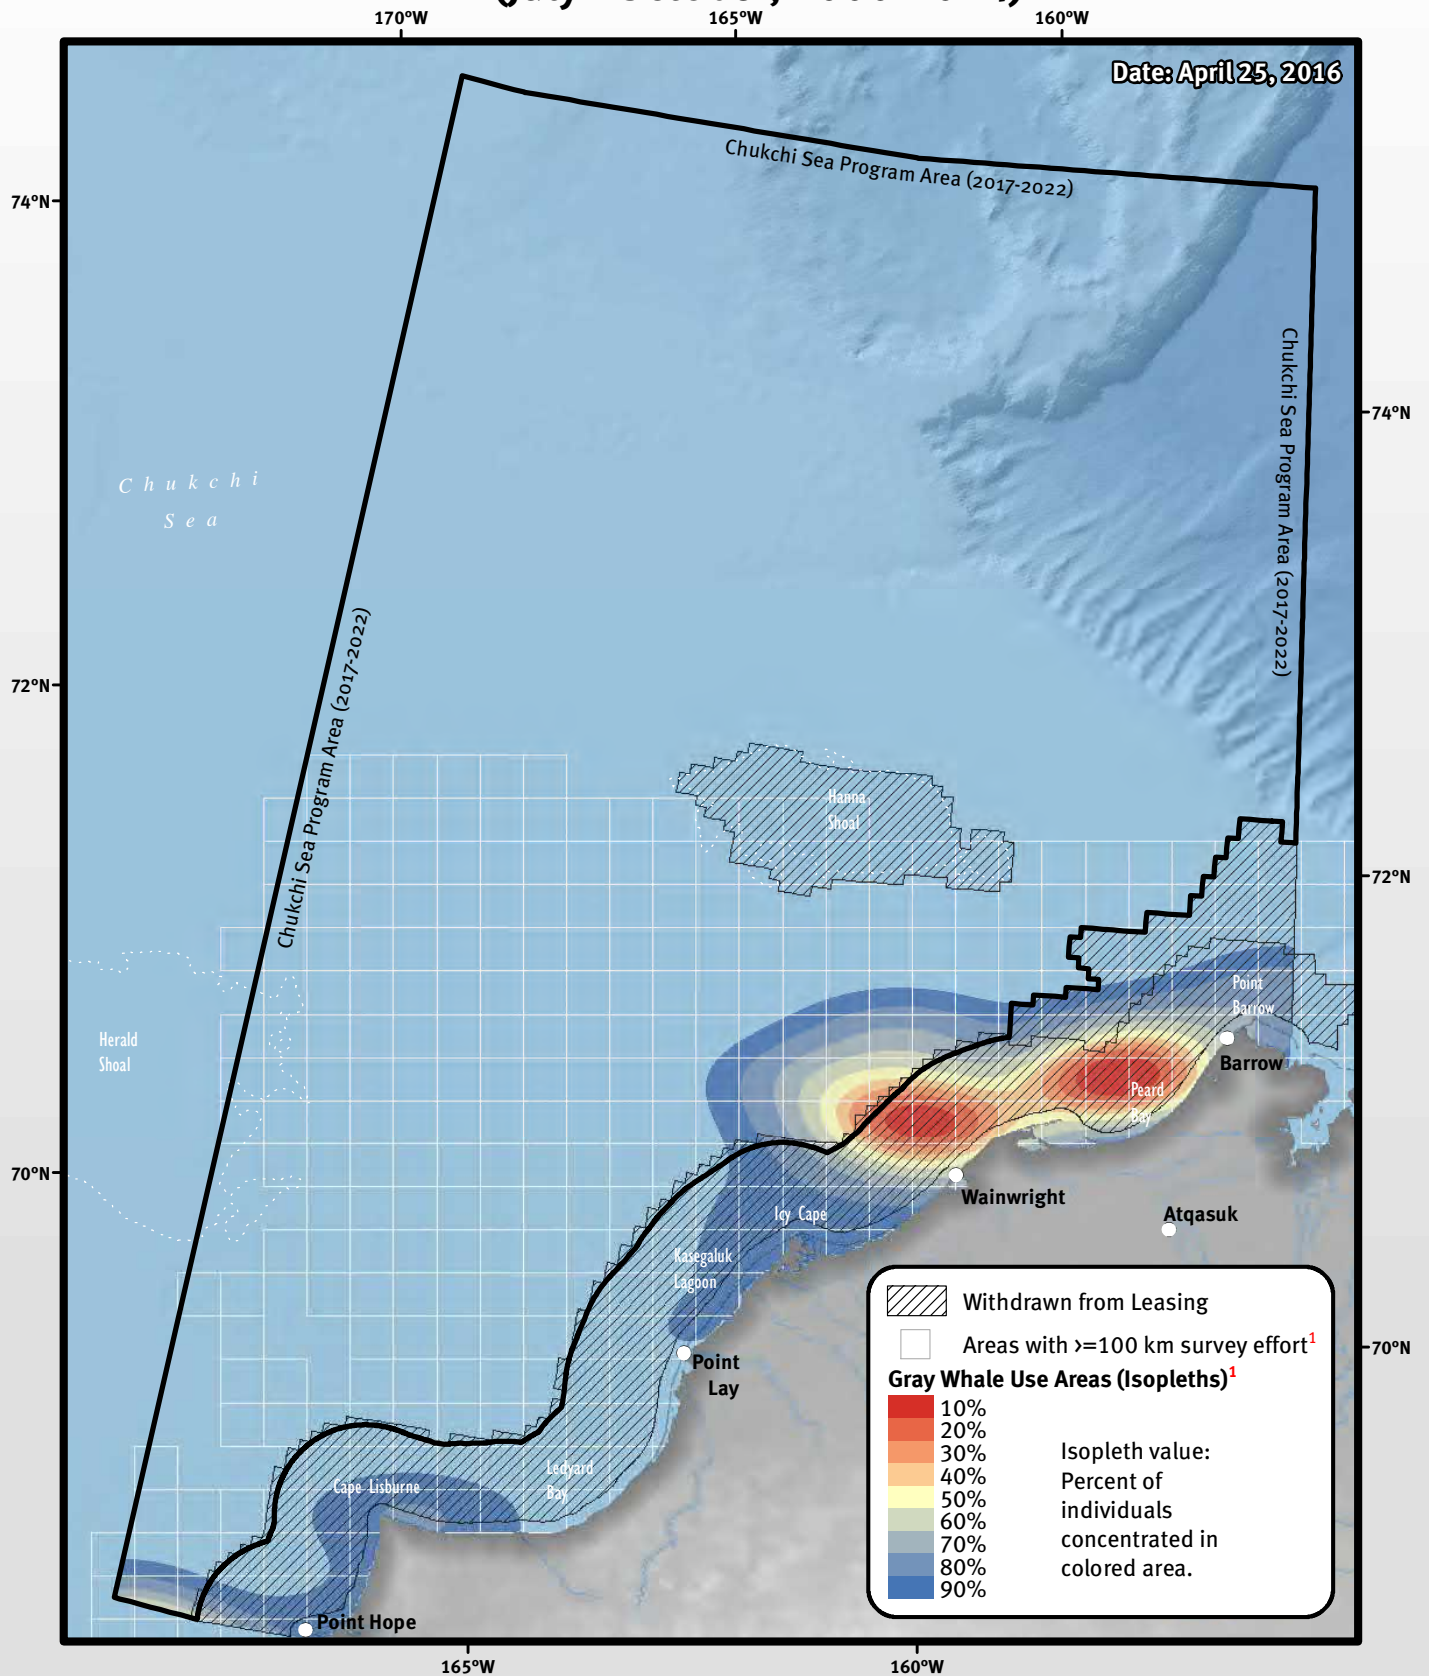 170°W
165°W
160°W
Date: April 25, 2016
Chukchi Sea Program Area (2017-2022)
74°N
Chukchi Sea Program Area (2017-2022)
74°N
Chukchi
Sea
Chukchi Sea Program Area (2017-2022)
72°N
72°N
Hanna
Shoal
Herald
Shoal
Point
Barrow
Barrow
Peard
Bay
70°N
Wainwright
Atqasuk
Icy Cape
Kasegaluk
Lagoon
Point
Lay
70°N
Cape Lisburne
Ledyard
Bay
Point Hope
Withdrawn from Leasing
Areas with >=100 km survey effort1
Gray Whale Use Areas (Isopleths)1
10%
20%
30%
40%
50%
60%
70%
80%
90%
Isopleth value:
Percent of
individuals
concentrated in
colored area.
165°W
160°W